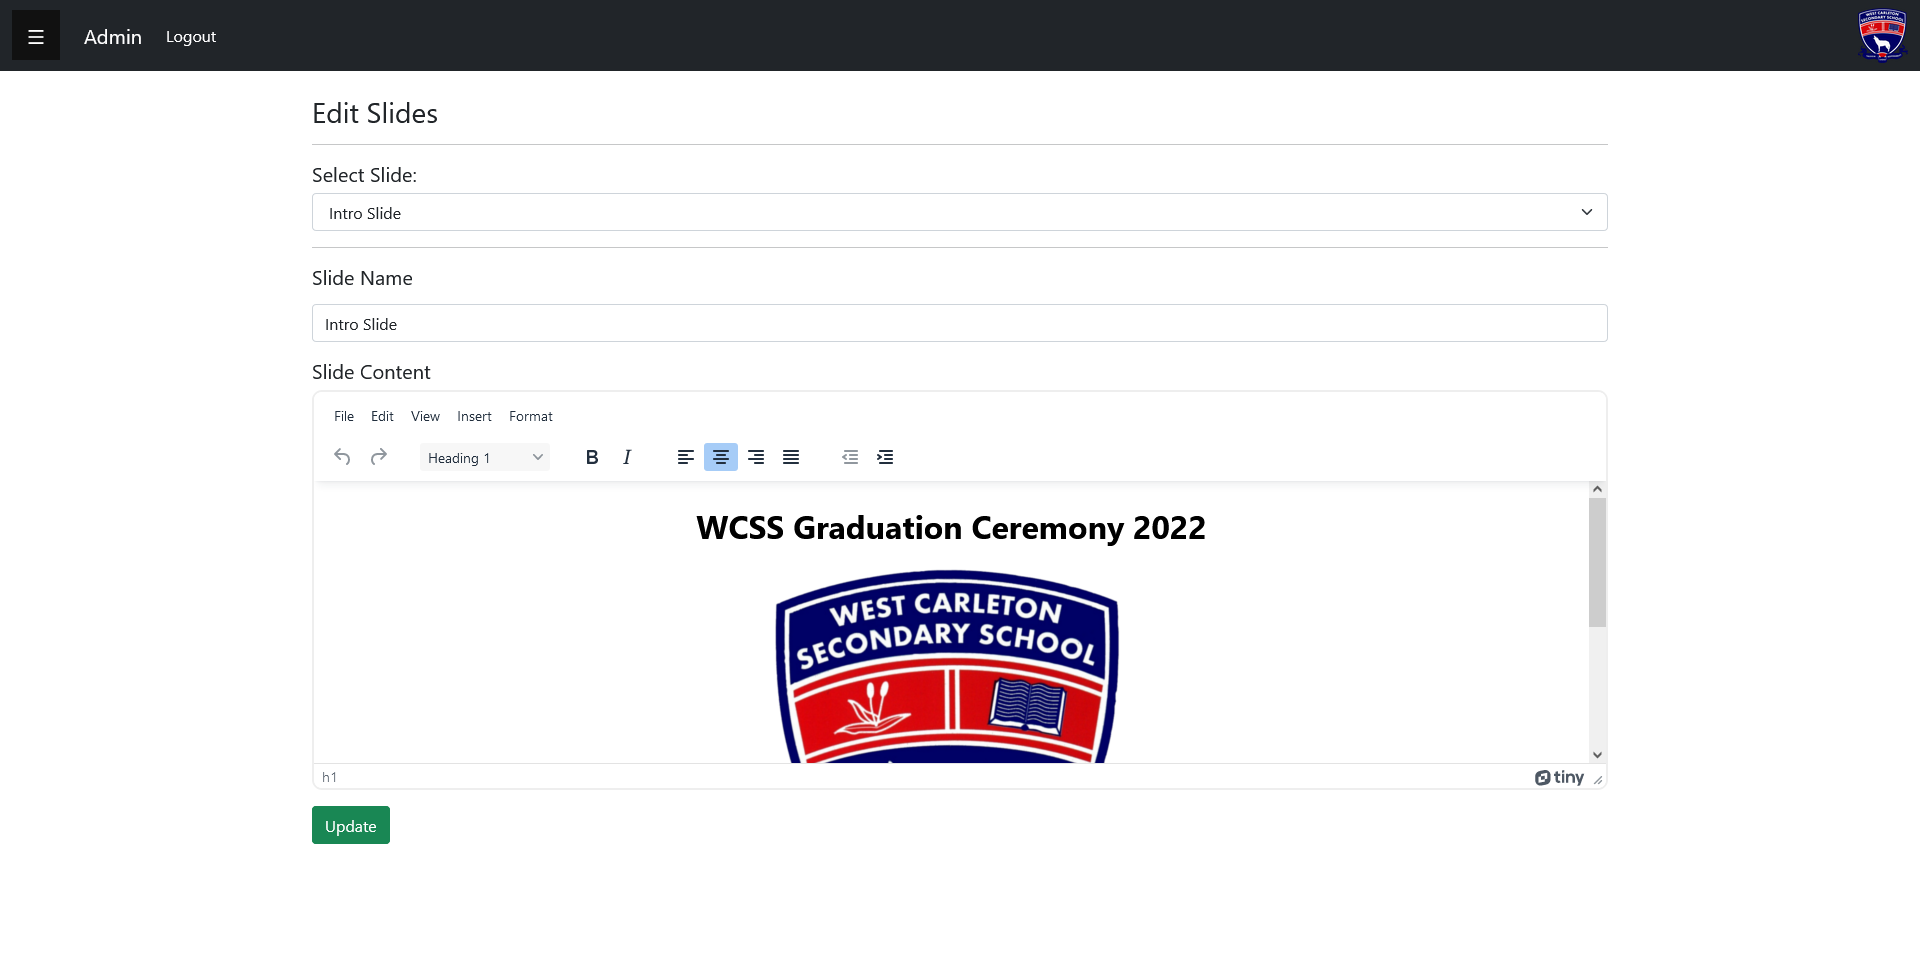 Admin Logout
Edit Slides
Select Slide:
Intro Slide
Slide Name
Intro Slide
Slide Content
File Edit View Insert Format
Heading 1 B I
WCSS Graduation Ceremony 2022
WEST CARLETON
SECONDARY SCHOOL
h1 tiny
Update